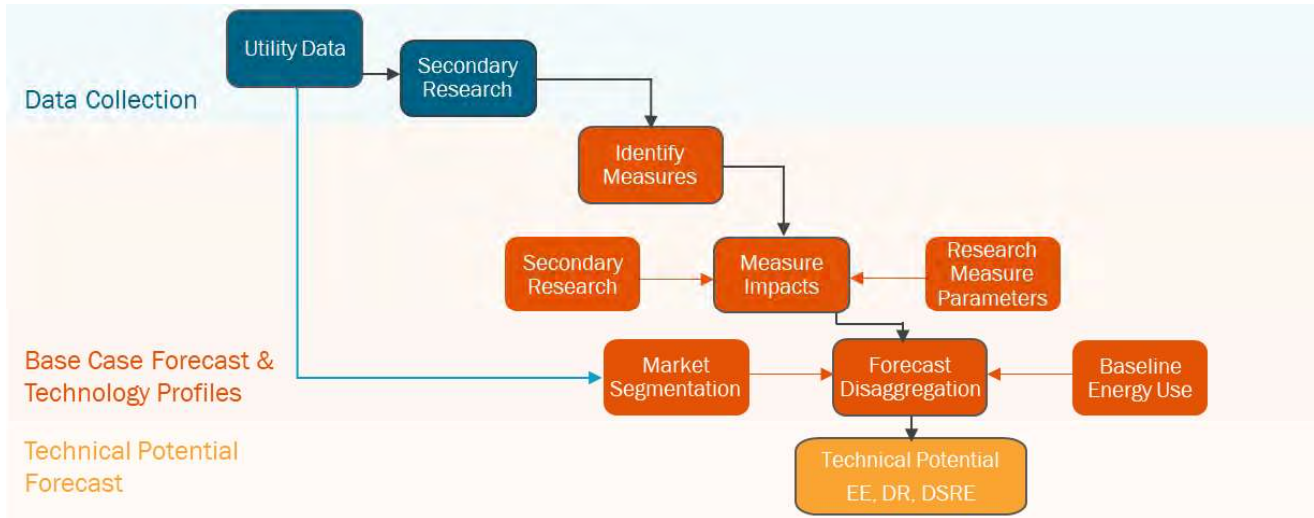 Utility Data
Secondary
Research
Data Collection
Identify
Measures
Secondary
Research
Measure
Impacts
Research
Measure
Parameters
Base Case Forecast &
Technology Profiles
Market
Segmentation
Forecast
Disaggregation
Baseline
Energy Use
Technical Potential
Forecast
Technical Potential
EE, DR, DSRE